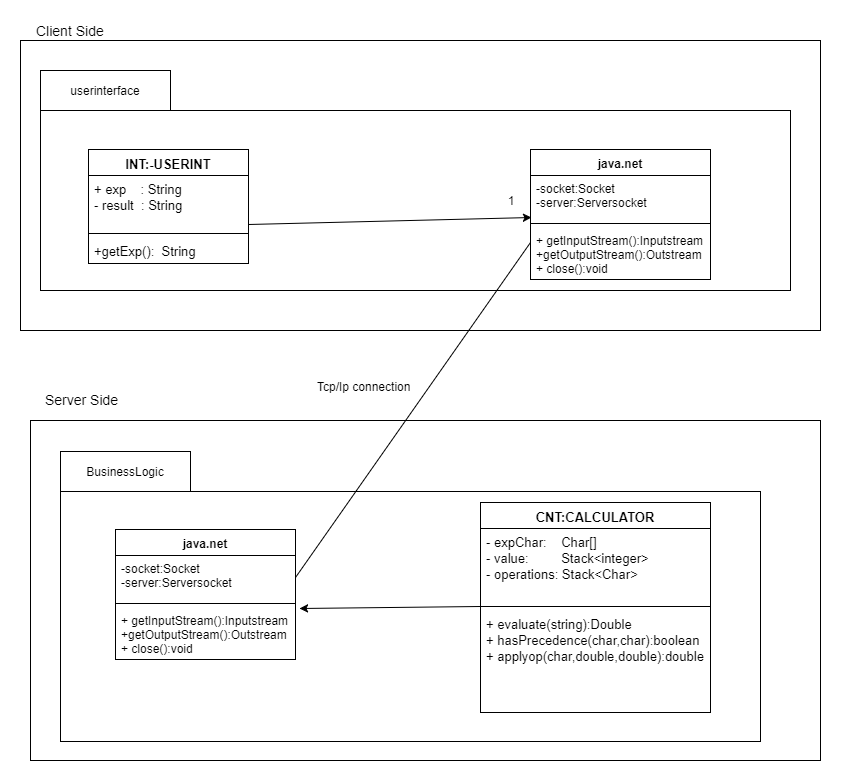 Client Side
userinterface
INT:-USERINT
+ exp : String
- result : String
+getExp(): String
1
java.net
-socket:Socket
-server:Serversocket
+ getInputStream():Inputstream
+getOutputStream():Outstream
+ close():void
Tcp/Ip connection
Server Side
BusinessLogic
java.net
-socket:Socket
-server:Serversocket
+ getInputStream():Inputstream
+getOutputStream():Outstream
+ close():void
CNT:CALCULATOR
- expChar: Char[]
- value: Stack<integer>
- operations: Stack<Char>
+ evaluate(string):Double
+ hasPrecedence(char,char):boolean
+ applyop(char,double,double):double